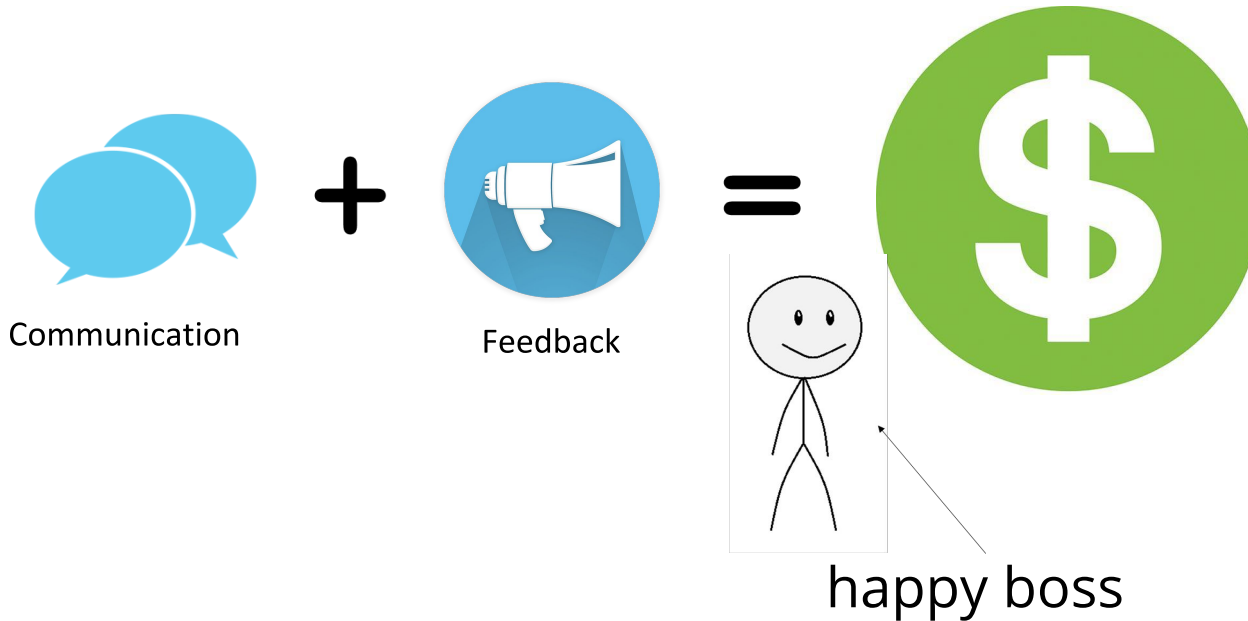 Communication
+
Feedback
=
$
happy boss